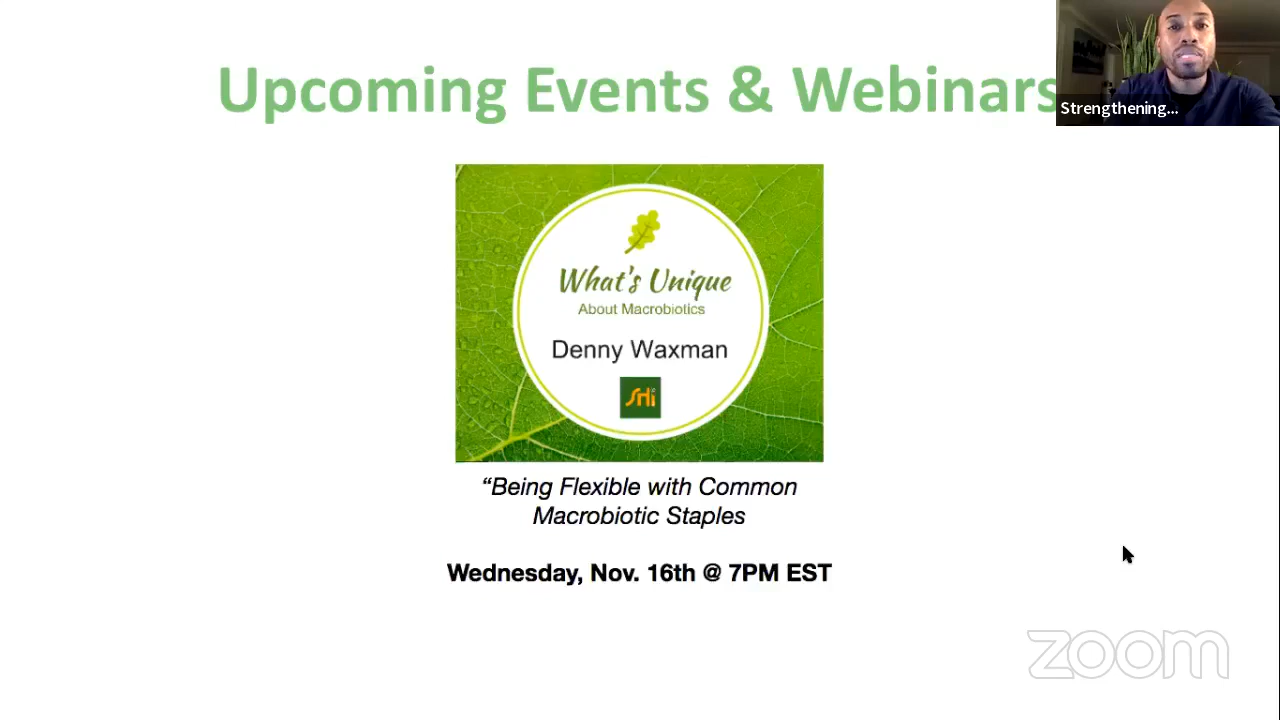 Upcoming Events & Webinars
Strengthening...
What's Unique
About Macrobiotics
Denny Waxman
SHi
“Being Flexible with Common
Macrobiotic Staples
Wednesday, Nov. 16th @ 7PM EST
zoom